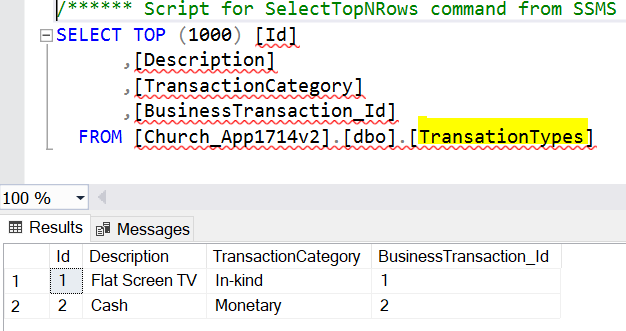 /****** Script for SelectTopNRows command from SSMS
SELECT TOP (1000) [Id]
,[Description]
,[TransactionCategory]
,[BusinessTransaction_Id]
FROM [Church_App1714v2].[dbo].[TransationTypes]
100 %
Results Messages
Id Description TransactionCategory BusinessTransaction_Id
1 1 Flat Screen TV In-kind 1
2 2 Cash Monetary 2